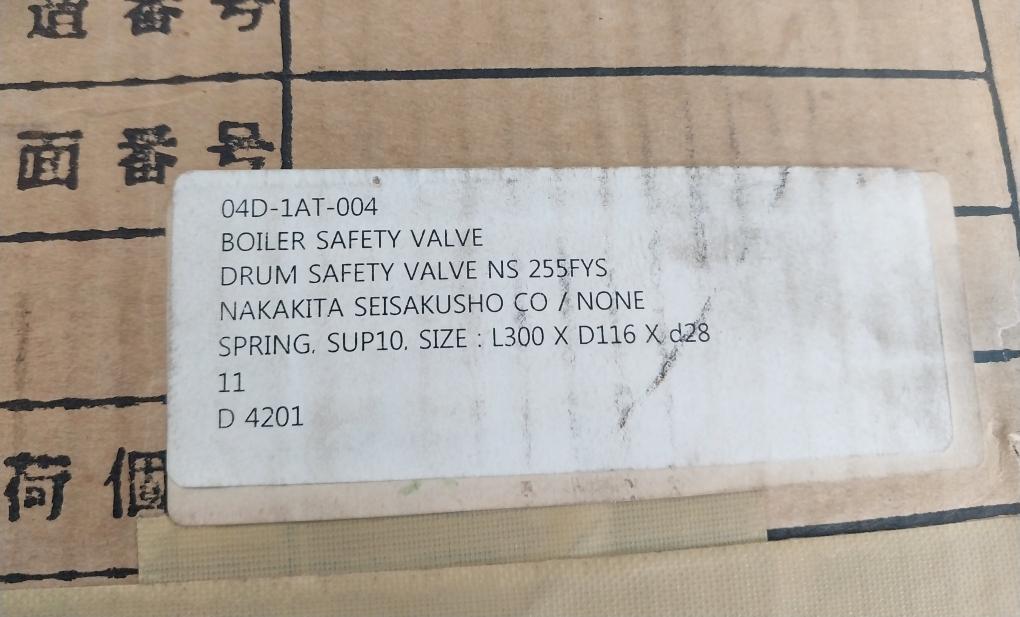 造番号
面番号
04D-1AT-004
BOILER SAFETY VALVE
DRUM SAFETY VALVE NS 255FYS
NAKAKITA SEISAKUSHO CO / NONE
SPRING, SUP10, SIZE : L300 X D116 X d28
11
D 4201
荷個